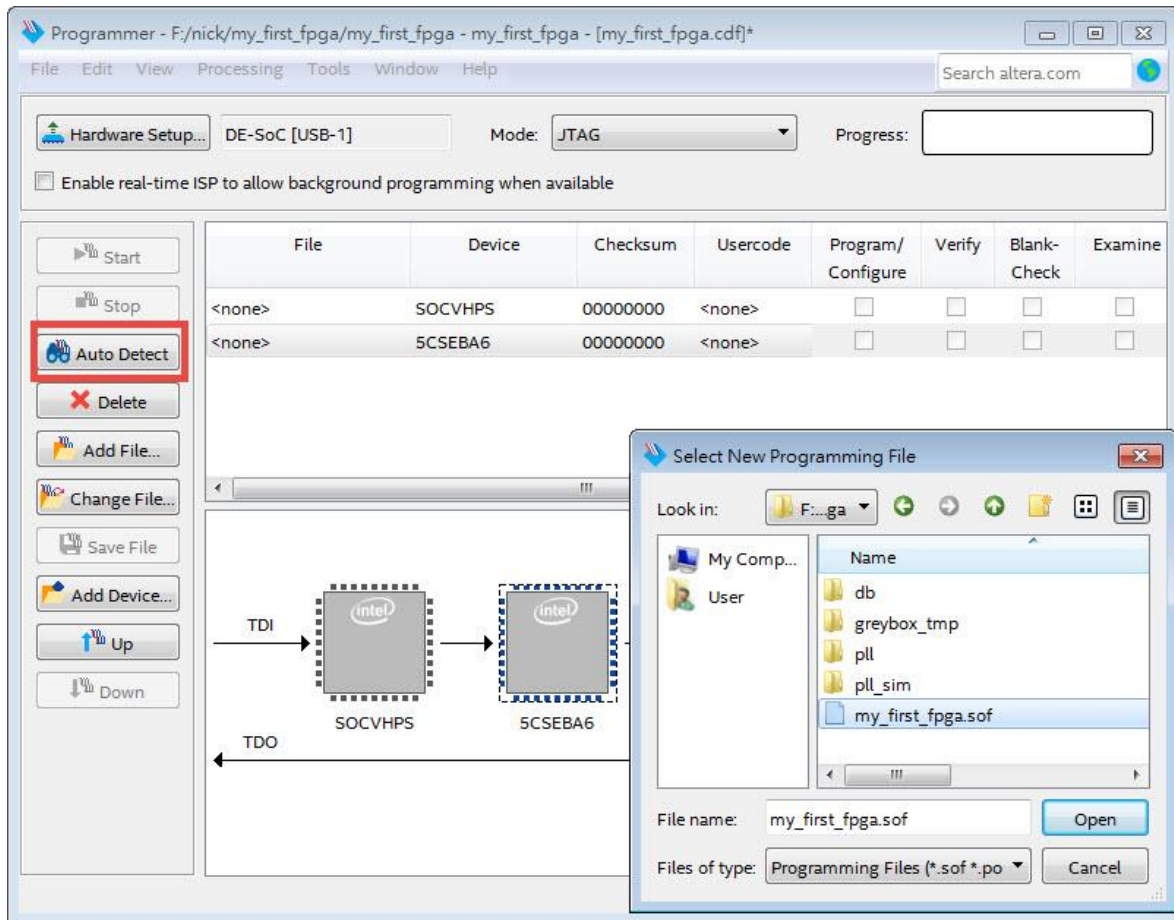 Programmer - F:/nick/my_first_fpga/my_first_fpga - my_first_fpga - [my_first_fpga.cdf]*
File Edit View Processing Tools Window Help
Search altera.com
Hardware Setup... DE-SoC [USB-1] Mode: JTAG Progress:
Enable real-time ISP to allow background programming when available
Start
Stop
Auto Detect
Delete
Add File...
Change File...
Save File
Add Device...
Up
Down
File Device Checksum Usercode Program/ Verify Blank- Examine
Configure Check
<none> SOCVHPS 00000000 <none>
<none> 5CSEBA6 00000000 <none>
TDI
intel
intel
SOCVHPS 5CSEBA6
TDO
Select New Programming File
Look in: F:...ga
My Comp...
User
Name
db
greybox_tmp
pll
pll_sim
my_first_fpga.sof
File name: my_first_fpga.sof Open
Files of type: Programming Files (*.sof *.po Cancel